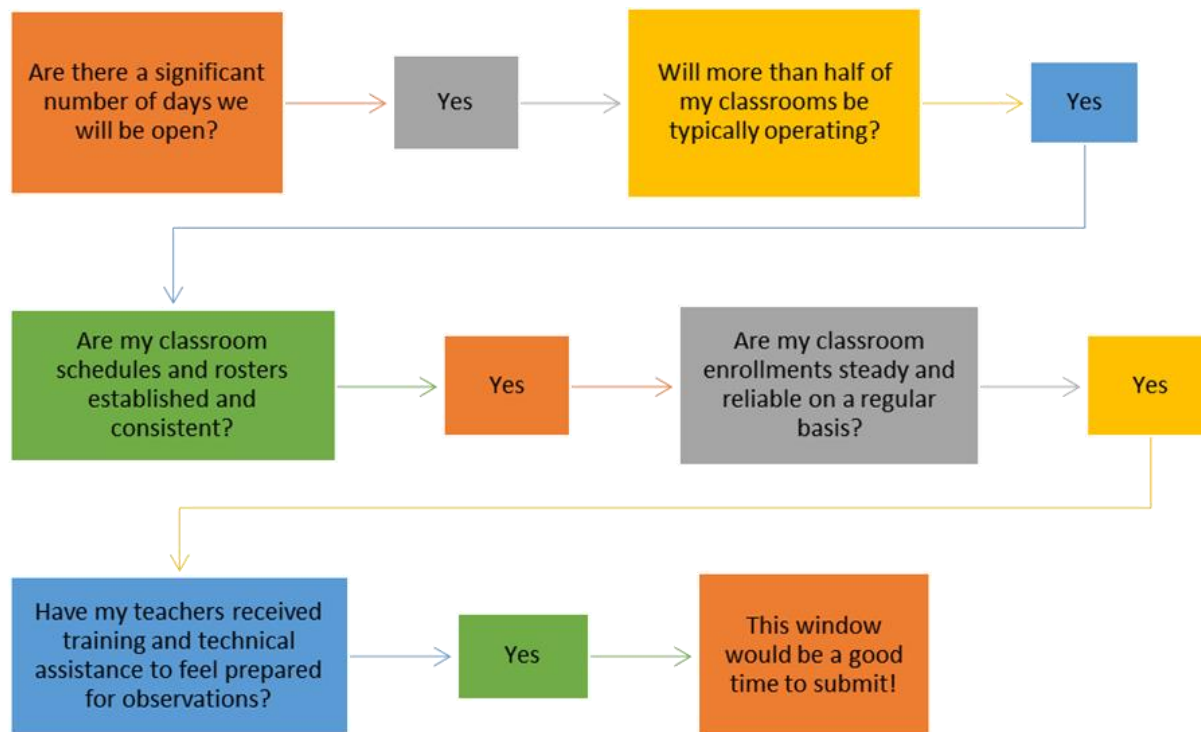 Are there a significant
number of days we
will be open?
Yes
Will more than half of
my classrooms be
typically operating?
Yes
Are my classroom
schedules and rosters
established and
consistent?
Yes
Are my classroom
enrollments steady and
reliable on a regular
basis?
Yes
Have my teachers received
training and technical
assistance to feel prepared
for observations?
Yes
This window
would be a good
time to submit!